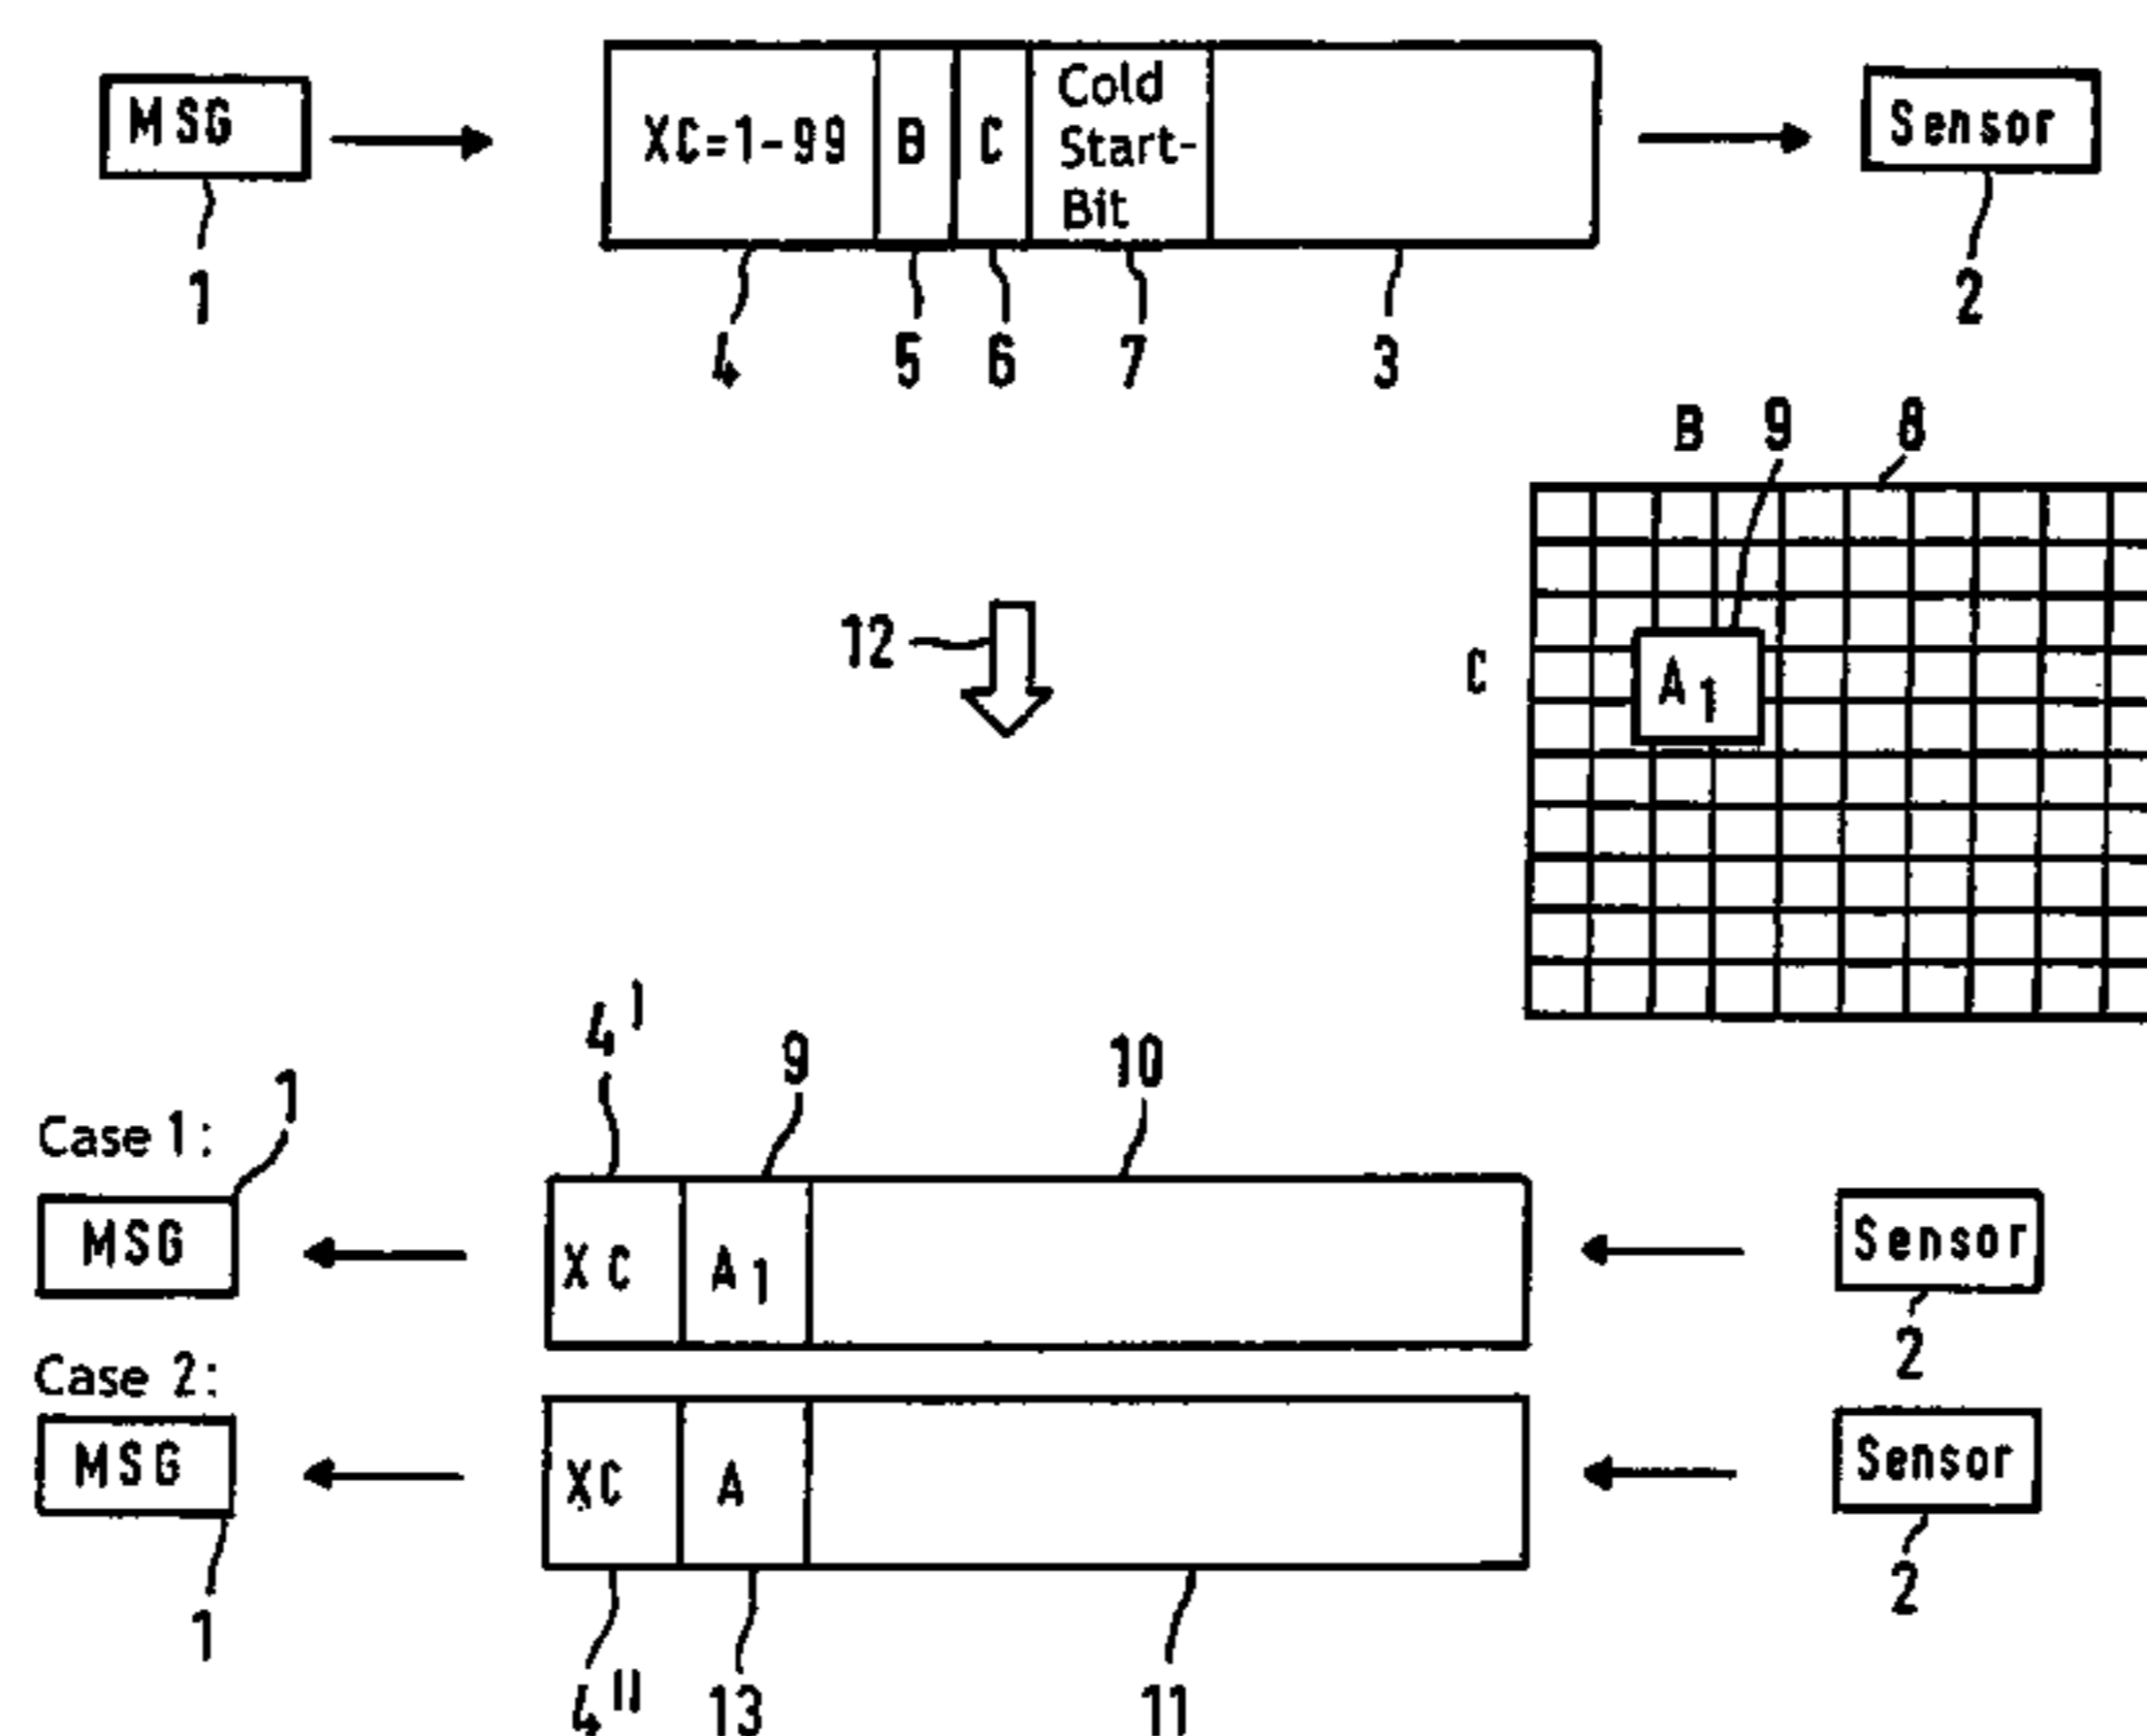 MSG
XC=1-99 B C Cold Start-Bit
Sensor
1
4 5 6 7 3
2
B 9 8
12
C
A1
4' 9 10
Case 1: 1
MSG
XC A1
Sensor
2
Case 2:
MSG
XC A
Sensor
1
4" 13 11
2